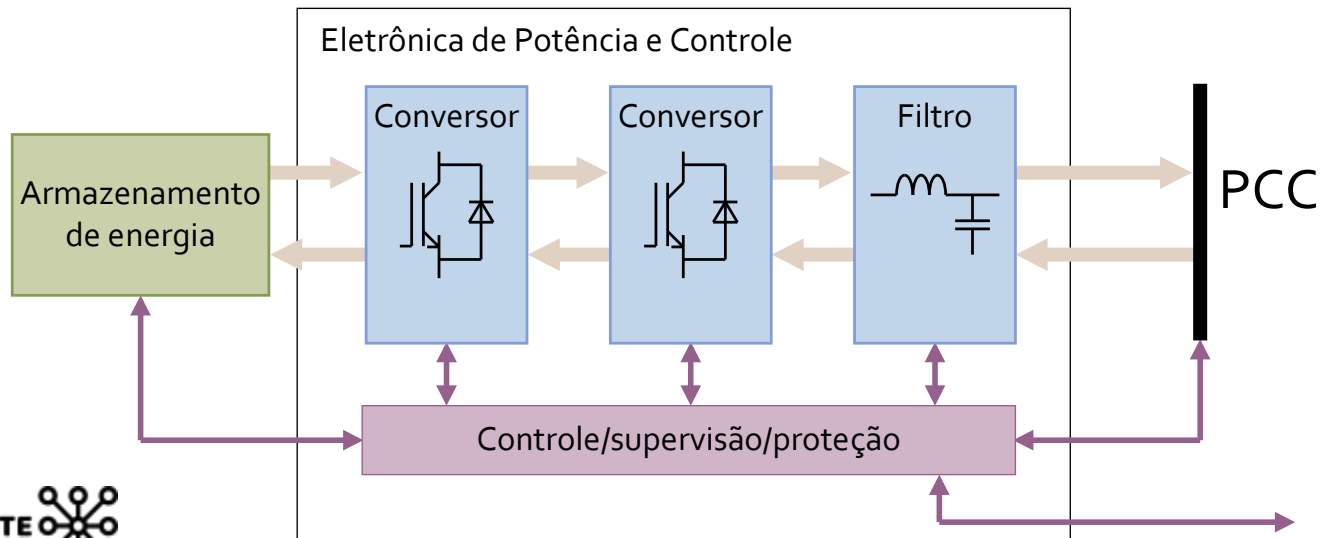 Eletrônica de Potência e Controle
Conversor
Conversor
Filtro
Armazenamento
de energia
PCC
Controle/supervisão/proteção
TE